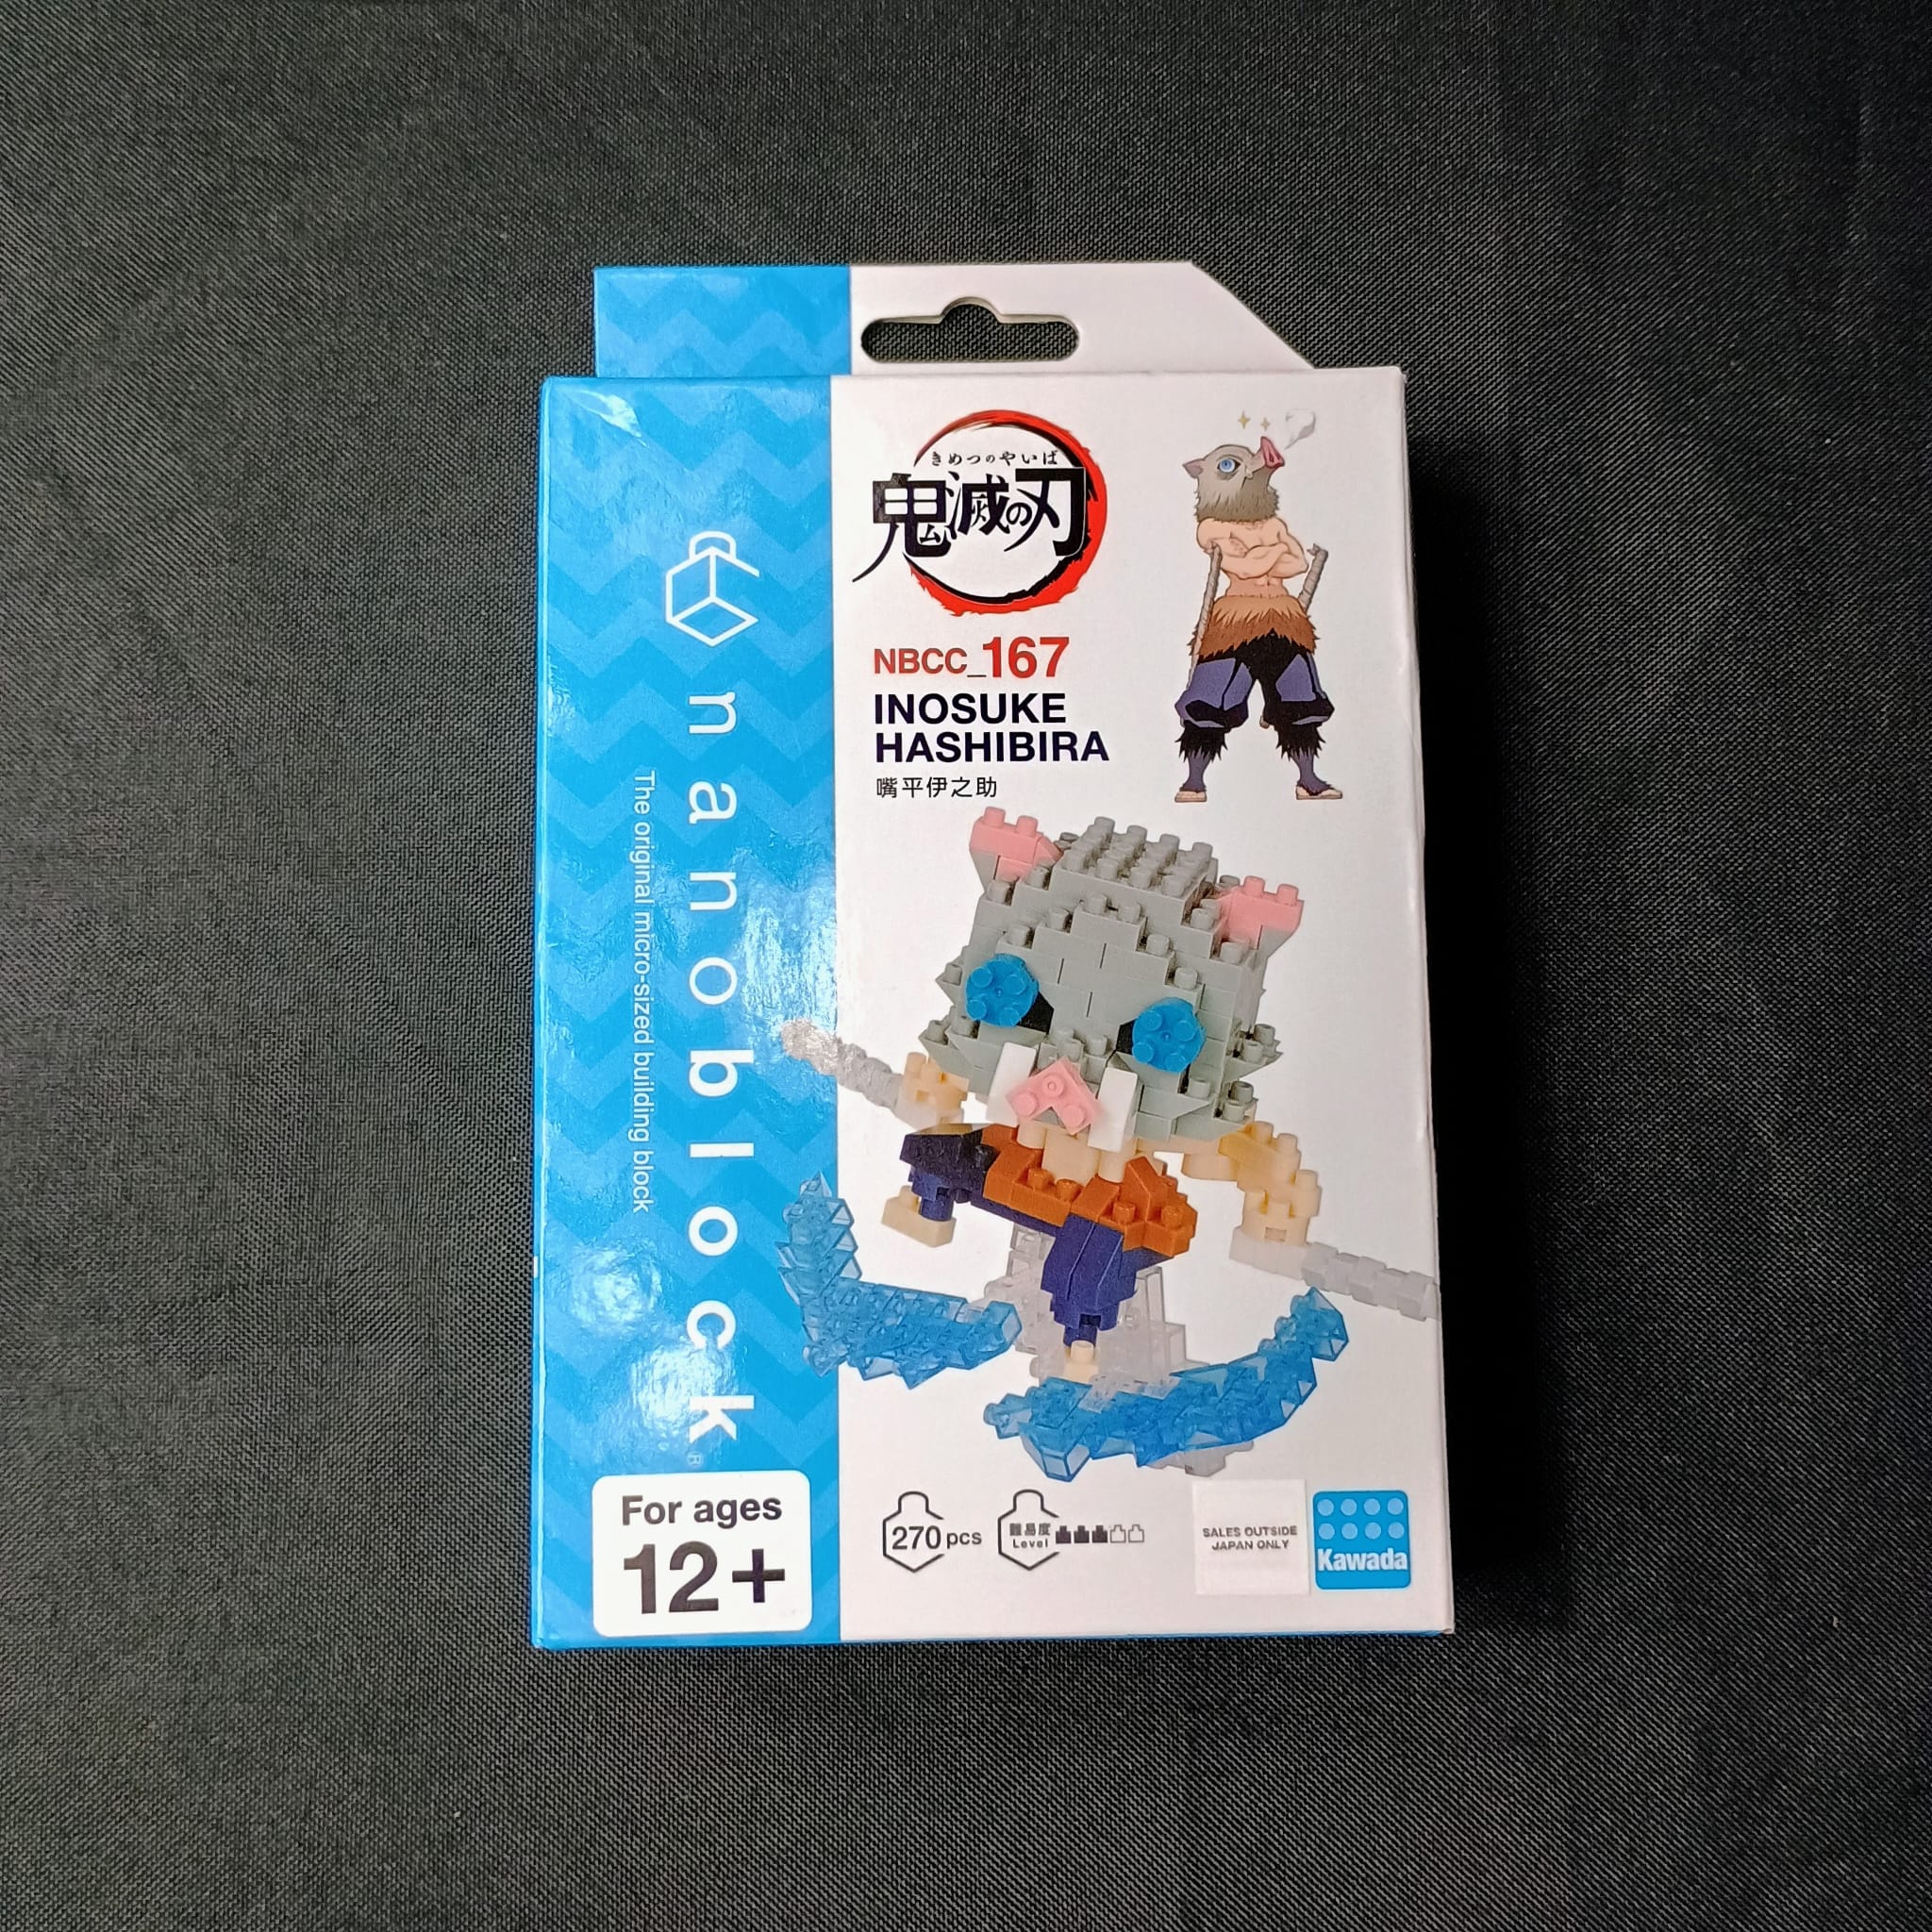 きめつのやいば
鬼滅の刃
NBCC_167
INOSUKE
HASHIBIRA
嘴平伊之助
nanoblock®
The original micro-sized building block
For ages
12+
270 pcs
難易度
Level
SALES OUTSIDE
JAPAN ONLY
Kawada